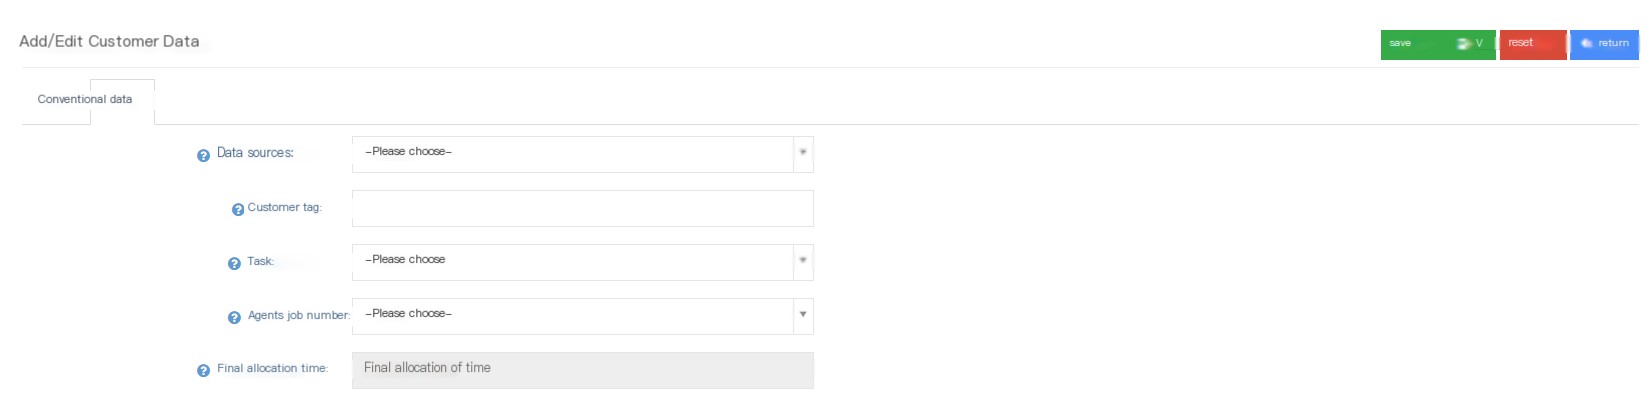 Add/Edit Customer Data
save V reset return
Conventional data
Data sources: –Please choose–
Customer tag:
Task: –Please choose
Agents job number: –Please choose–
Final allocation time: Final allocation of time